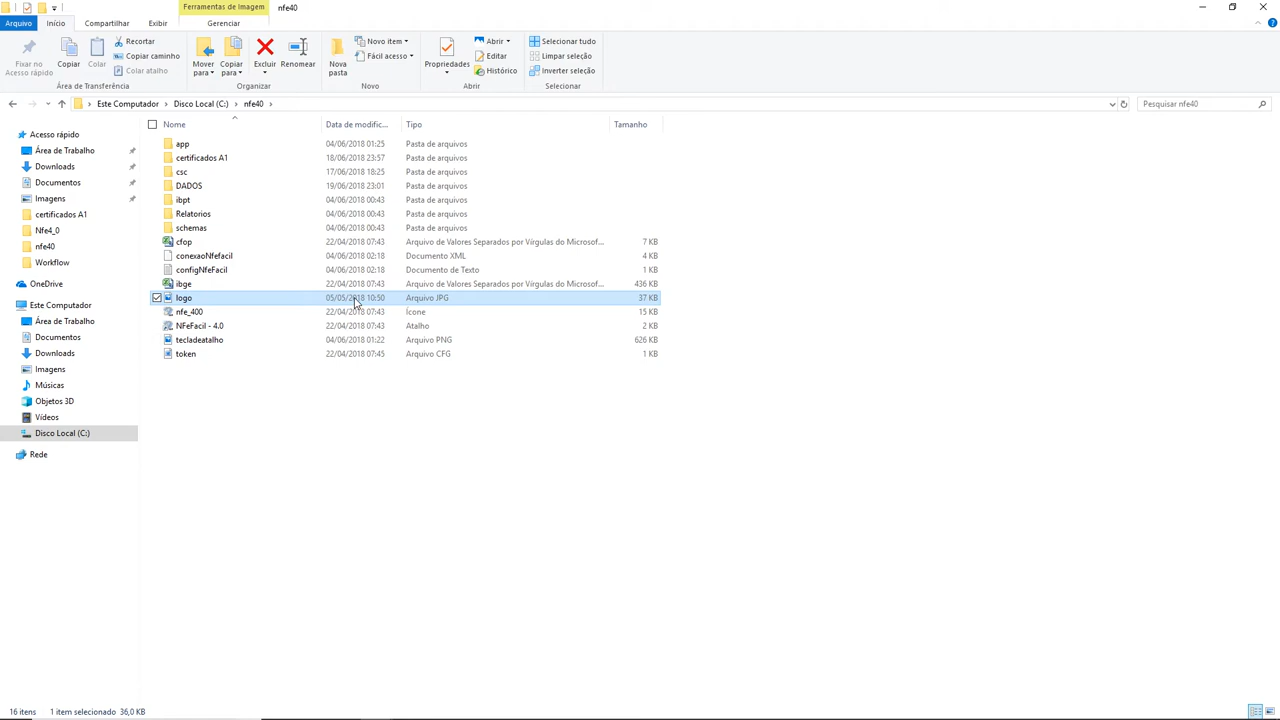 Ferramentas de Imagem nfe40
Arquivo Início Compartilhar Exibir Gerenciar
Fixar no Acesso rápido
Copiar
Colar
Recortar
Copiar caminho
Colar atalho
Área de Transferência
Mover para
Copiar para
Excluir
Renomear
Organizar
Nova pasta
Novo item
Fácil acesso
Novo
Propriedades
Abrir
Editar
Histórico
Abrir
Selecionar tudo
Limpar seleção
Inverter seleção
Selecionar
Este Computador Disco Local (C:) nfe40
Pesquisar nfe40
Acesso rápido
Área de Trabalho
Downloads
Documentos
Imagens
certificados A1
Nfe4_0
nfe40
Workflow
OneDrive
Este Computador
Área de Trabalho
Documentos
Downloads
Imagens
Músicas
Objetos 3D
Vídeos
Disco Local (C:)
Rede
Nome Data de modific... Tipo Tamanho
app 04/06/2018 01:25 Pasta de arquivos
certificados A1 18/06/2018 23:57 Pasta de arquivos
csc 17/06/2018 18:25 Pasta de arquivos
DADOS 19/06/2018 23:01 Pasta de arquivos
ibpt 04/06/2018 00:43 Pasta de arquivos
Relatorios 04/06/2018 00:43 Pasta de arquivos
schemas 04/06/2018 00:43 Pasta de arquivos
cfop 22/04/2018 07:43 Arquivo de Valores Separados por Vírgulas do Microsof... 7 KB
conexaoNfefacil 04/06/2018 02:18 Documento XML 4 KB
configNfeFacil 04/06/2018 02:18 Documento de Texto 1 KB
ibge 22/04/2018 07:43 Arquivo de Valores Separados por Vírgulas do Microsof... 436 KB
logo 05/05/2018 10:50 Arquivo JPG 37 KB
nfe_400 22/04/2018 07:43 Ícone 15 KB
NFeFacil - 4.0 22/04/2018 07:43 Atalho 2 KB
tecladeatalho 04/06/2018 01:22 Arquivo PNG 626 KB
token 22/04/2018 07:45 Arquivo CFG 1 KB
16 itens 1 item selecionado 36,0 KB